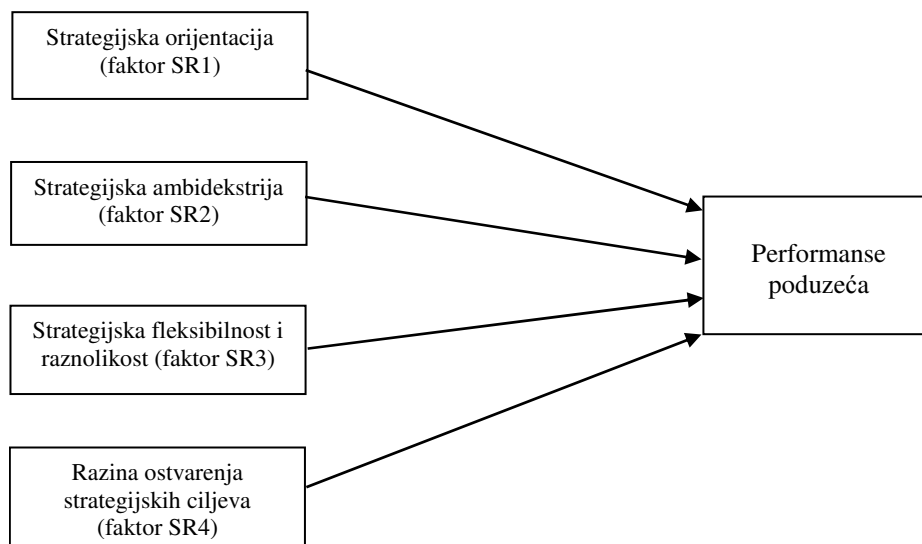 Strategijska orijentacija
(faktor SR1)
Strategijska ambidekstrija
(faktor SR2)
Strategijska fleksibilnost i
raznolikost (faktor SR3)
Razina ostvarenja
strategijskih ciljeva
(faktor SR4)
Performanse
poduzeća